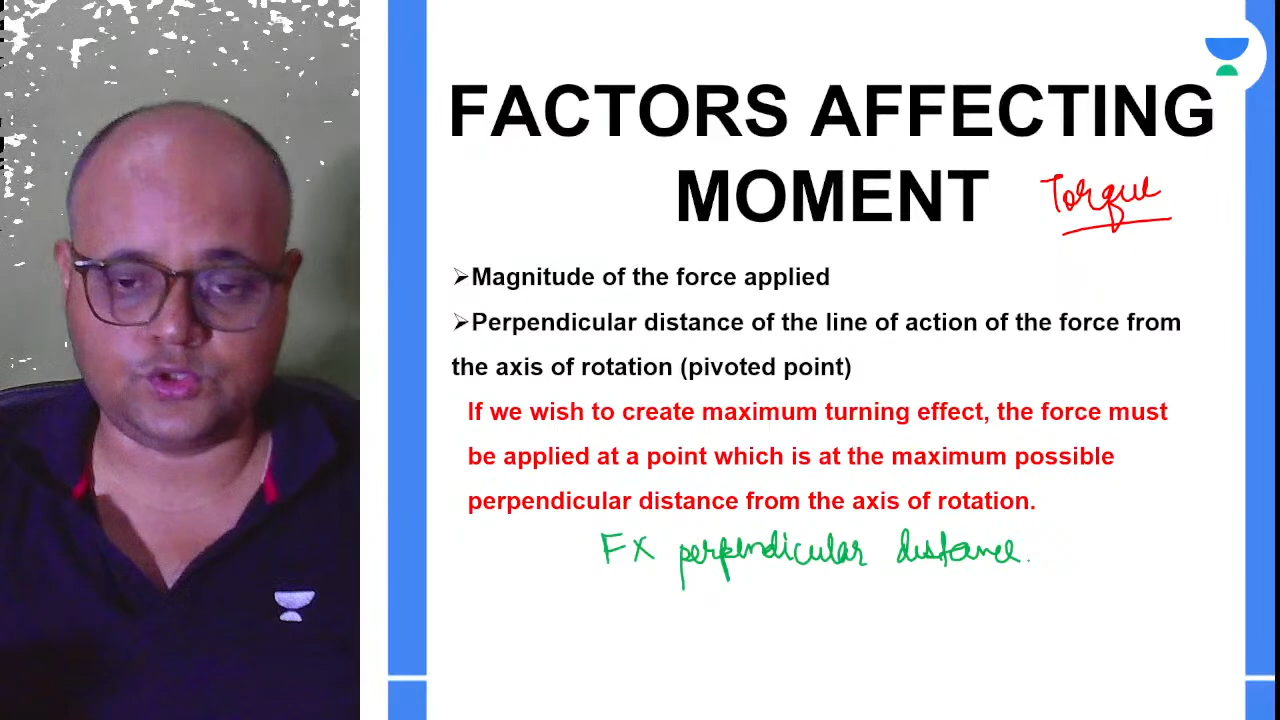 FACTORS AFFECTING
MOMENT Torque
➢Magnitude of the force applied
➢Perpendicular distance of the line of action of the force from
the axis of rotation (pivoted point)
If we wish to create maximum turning effect, the force must
be applied at a point which is at the maximum possible
perpendicular distance from the axis of rotation.
F× perpendicular distance.